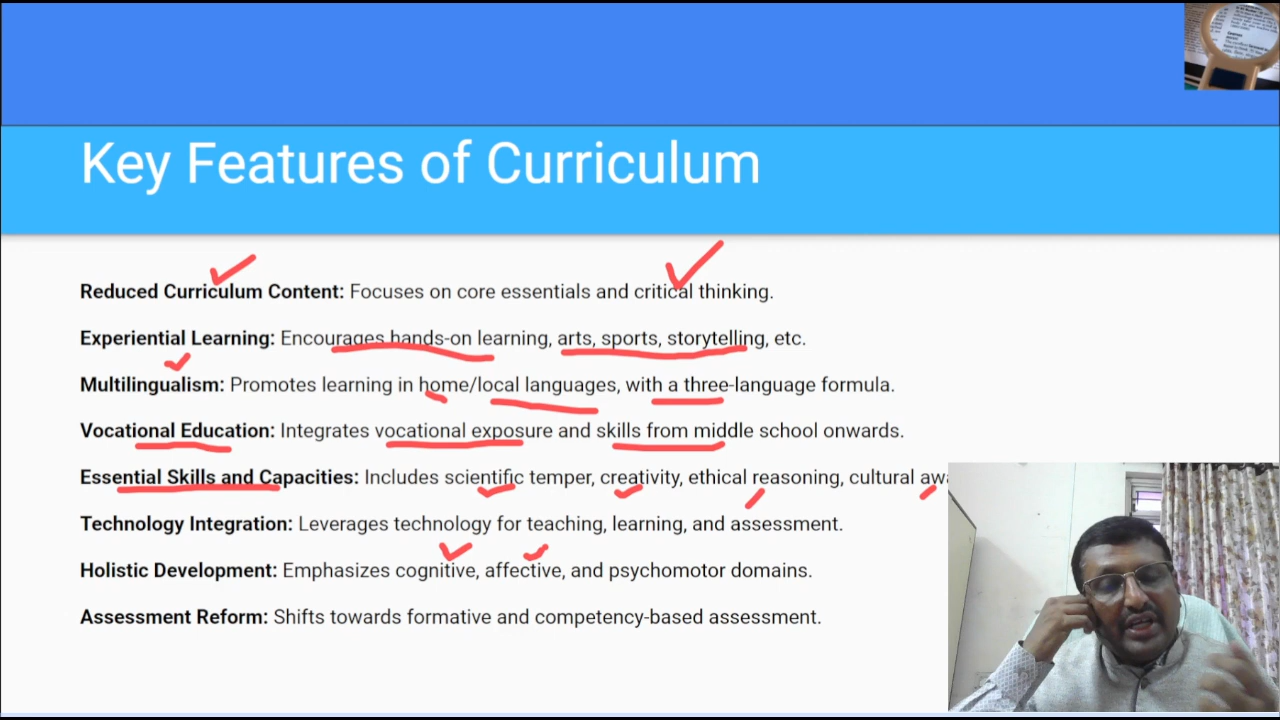 Key Features of Curriculum
Reduced Curriculum Content: Focuses on core essentials and critical thinking.
Experiential Learning: Encourages hands-on learning, arts, sports, storytelling, etc.
Multilingualism: Promotes learning in home/local languages, with a three-language formula.
Vocational Education: Integrates vocational exposure and skills from middle school onwards.
Essential Skills and Capacities: Includes scientific temper, creativity, ethical reasoning, cultural
Technology Integration: Leverages technology for teaching, learning, and assessment.
Holistic Development: Emphasizes cognitive, affective, and psychomotor domains.
Assessment Reform: Shifts towards formative and competency-based assessment.